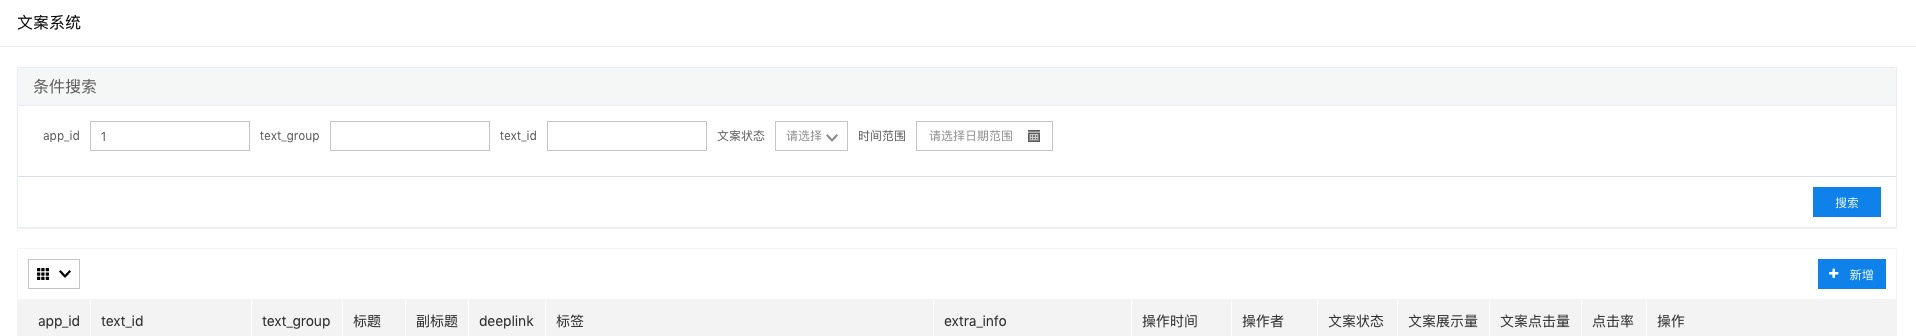 文案系统
条件搜索
app_id 1 text_group text_id 文案状态 请选择 时间范围 请选择日期范围
搜索
新增
app_id text_id text_group 标题 副标题 deeplink 标签 extra_info 操作时间 操作者 文案状态 文案展示量 文案点击量 点击率 操作